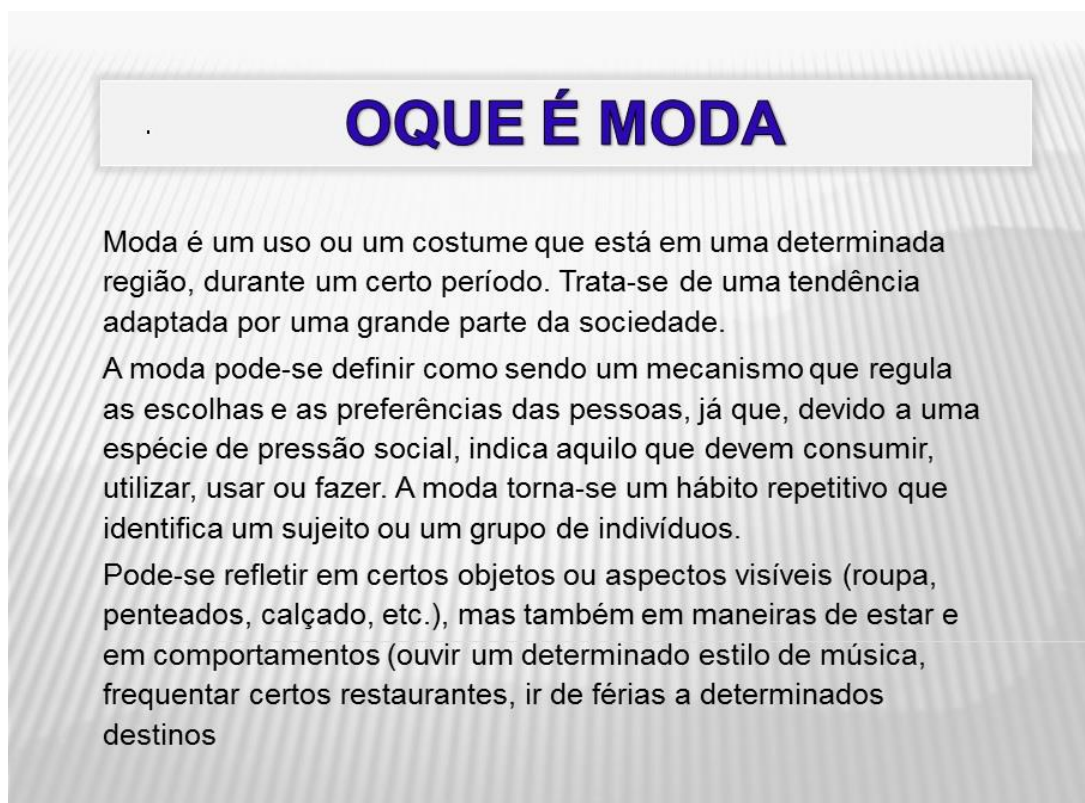 OQUE É MODA
Moda é um uso ou um costume que está em uma determinada
região, durante um certo período. Trata-se de uma tendência
adaptada por uma grande parte da sociedade.
A moda pode-se definir como sendo um mecanismo que regula
as escolhas e as preferências das pessoas, já que, devido a uma
espécie de pressão social, indica aquilo que devem consumir,
utilizar, usar ou fazer. A moda torna-se um hábito repetitivo que
identifica um sujeito ou um grupo de indivíduos.
Pode-se refletir em certos objetos ou aspectos visíveis (roupa,
penteados, calçado, etc.), mas também em maneiras de estar e
em comportamentos (ouvir um determinado estilo de música,
frequentar certos restaurantes, ir de férias a determinados
destinos